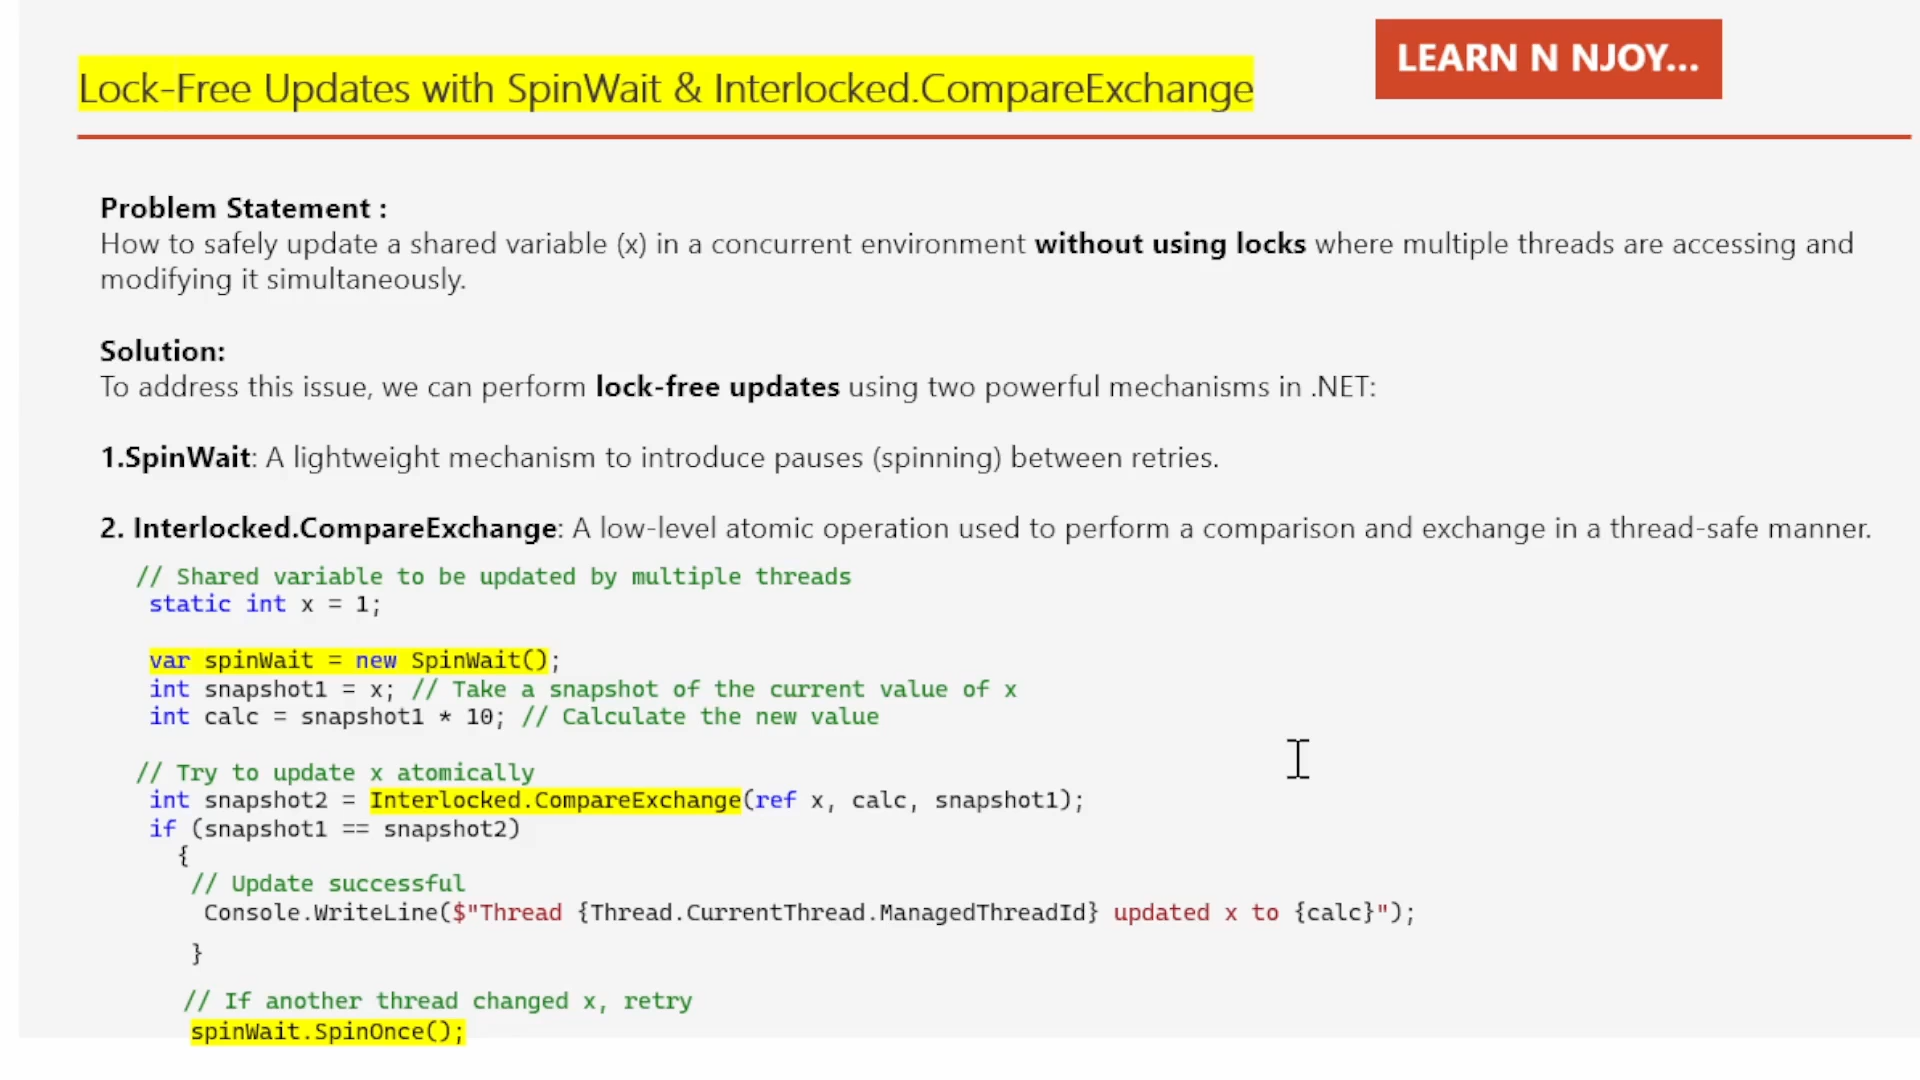 Lock-Free Updates with SpinWait & Interlocked.CompareExchange
LEARN N NJOY...
Problem Statement :
How to safely update a shared variable (x) in a concurrent environment without using locks where multiple threads are accessing and
modifying it simultaneously.
Solution:
To address this issue, we can perform lock-free updates using two powerful mechanisms in .NET:
1.SpinWait: A lightweight mechanism to introduce pauses (spinning) between retries.
2. Interlocked.CompareExchange: A low-level atomic operation used to perform a comparison and exchange in a thread-safe manner.
// Shared variable to be updated by multiple threads
static int x = 1;
var spinWait = new SpinWait();
int snapshot1 = x; // Take a snapshot of the current value of x
int calc = snapshot1 * 10; // Calculate the new value
// Try to update x atomically
int snapshot2 = Interlocked.CompareExchange(ref x, calc, snapshot1);
if (snapshot1 == snapshot2)
{
// Update successful
Console.WriteLine($"Thread {Thread.CurrentThread.ManagedThreadId} updated x to {calc}");
}
// If another thread changed x, retry
spinWait.SpinOnce();